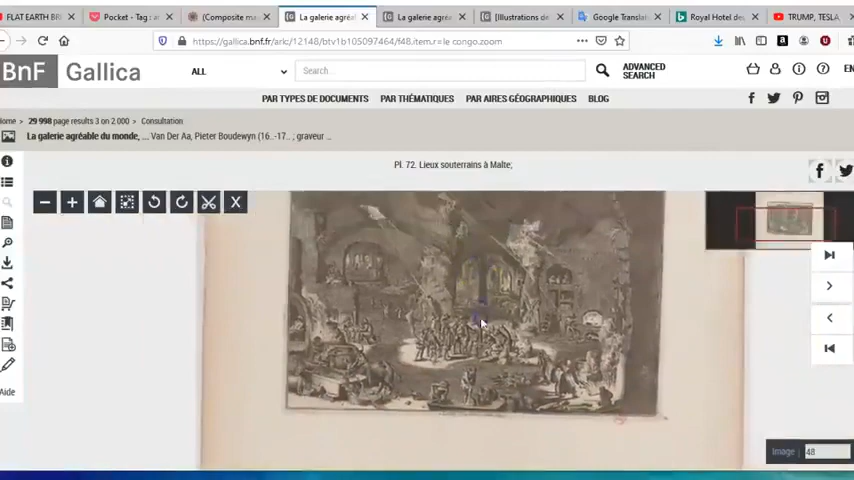 FLAT EARTH BR
Pocket - Tag : a
(Composite ma
La galerie agréa
La galerie agréa
[Illustrations de
Google Transla
Royal Hotel des
TRUMP, TESLA
https://gallica.bnf.fr/ark:/12148/btv1b105097464/f48.item.r=le congo.zoom
BnF Gallica
ALL
Search...
ADVANCED
SEARCH
EN
PAR TYPES DE DOCUMENTS PAR THÉMATIQUES PAR AIRES GÉOGRAPHIQUES BLOG
ome > 29 998 page results 3 on 2 000 > Consultation
La galerie agréable du monde, ... Van Der Aa, Pieter Boudewyn (16..-17.. ; graveur ...
Pl. 72. Lieux souterrains à Malte;
Aide
Image 48